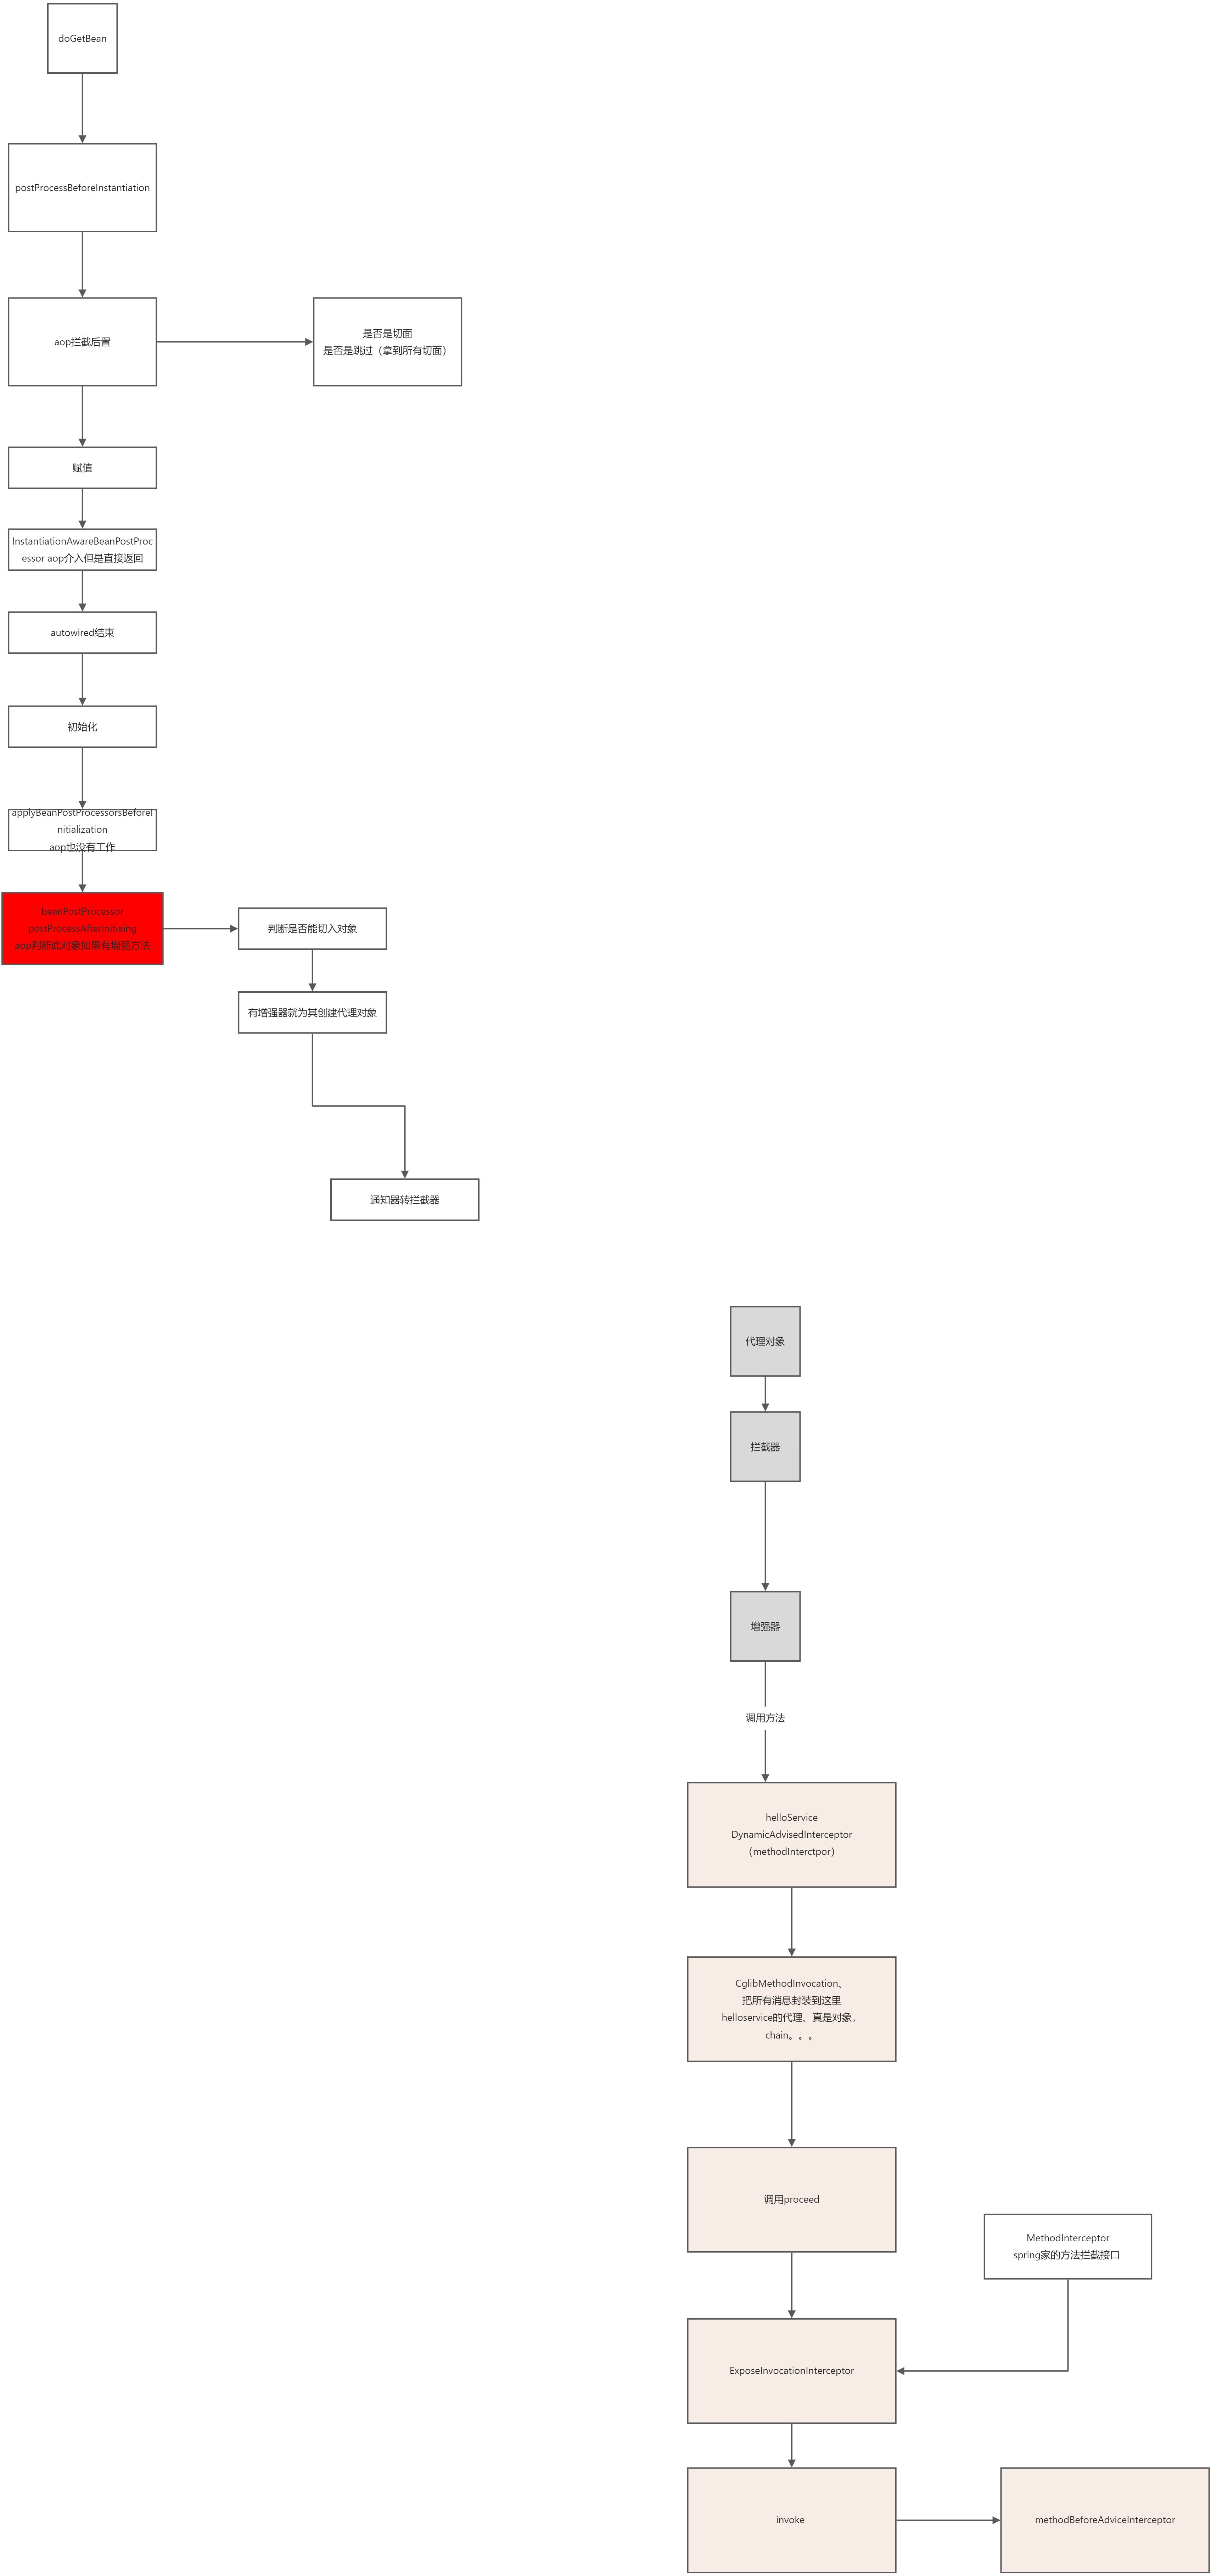 doGetBean
postProcessBeforeInstantiation
aop拦截后置
是否是切面
是否是跳过（拿到所有切面）
赋值
InstantiationAwareBeanPostProc
essor aop介入但是直接返回
autowired结束
初始化
applyBeanPostProcessorsBeforeI
nitialization
aop也没有工作
beanPostProcessor
postProcessAfterInitiaing
aop判断此对象如果有增强方法
判断是否能切入对象
有增强器就为其创建代理对象
通知器转拦截器
代理对象
拦截器
增强器
调用方法
helloService
DynamicAdvisedInterceptor
（methodInterctpor）
CglibMethodInvocation、
把所有消息封装到这里
helloservice的代理、真是对象，
chain。。。
调用proceed
MethodInterceptor
spring家的方法拦截接口
ExposeInvocationInterceptor
invoke
methodBeforeAdviceInterceptor